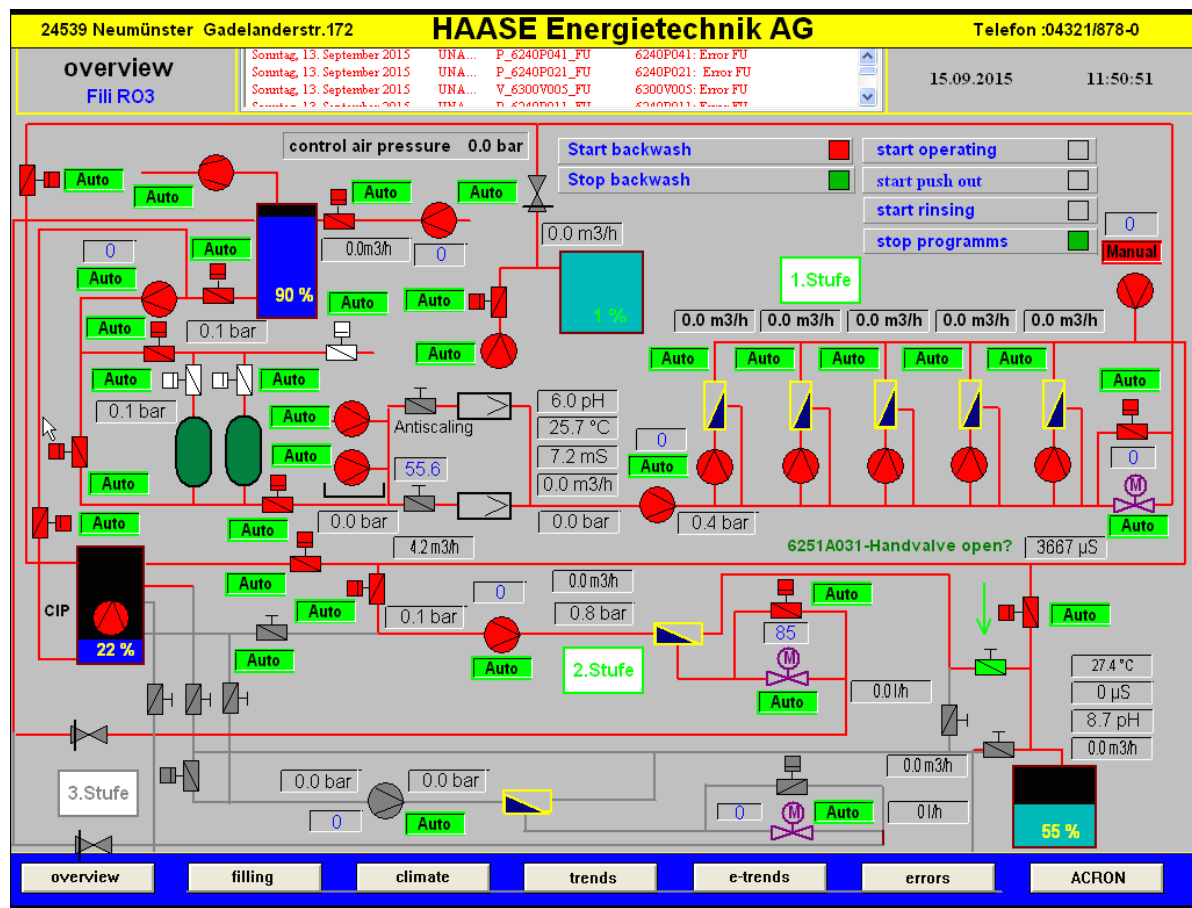 24539 Neumünster Gadelanderstr.172
HAASE Energietechnik AG
Telefon :04321/878-0
overview
Fili RO3
Sonntag, 13. September 2015 UNA... P_6240P041_FU 6240P041: Error FU
Sonntag, 13. September 2015 UNA... P_6240P021_FU 6240P021: Error FU
Sonntag, 13. September 2015 UNA... V_6300V005_FU 6300V005: Error FU
15.09.2015 11:50:51
control air pressure 0.0 bar
Start backwash
Stop backwash
start operating
start push out
start rinsing
stop programms
Auto
Auto
Auto
Auto
0.0 m3/h
0
Manual
0
Auto
0.0m3/h
0
Auto
90 %
Auto
Auto
1 %
1.Stufe
Auto
0.1 bar
0.0 m3/h
0.0 m3/h
0.0 m3/h
0.0 m3/h
0.0 m3/h
Auto
Auto
Auto
Auto
Auto
Auto
Auto
Auto
Auto
0.1 bar
Auto
Antiscaling
6.0 pH
25.7 °C
7.2 mS
0.0 m3/h
0
Auto
Auto
55.6
0
M
Auto
Auto
0.0 bar
0.0 bar
0.4 bar
Auto
Auto
4.2 m3/h
6251A031-Handvalve open?
3667 µS
CIP
22 %
Auto
Auto
0.1 bar
0
0.0 m3/h
0.8 bar
Auto
Auto
85
M
Auto
Auto
2.Stufe
Auto
0.0 l/h
27.4 °C
0 µS
8.7 pH
0.0 m3/h
3.Stufe
0.0 bar
0.0 bar
0.0 m3/h
0
Auto
0
M
Auto
0 l/h
55 %
overview
filling
climate
trends
e-trends
errors
ACRON